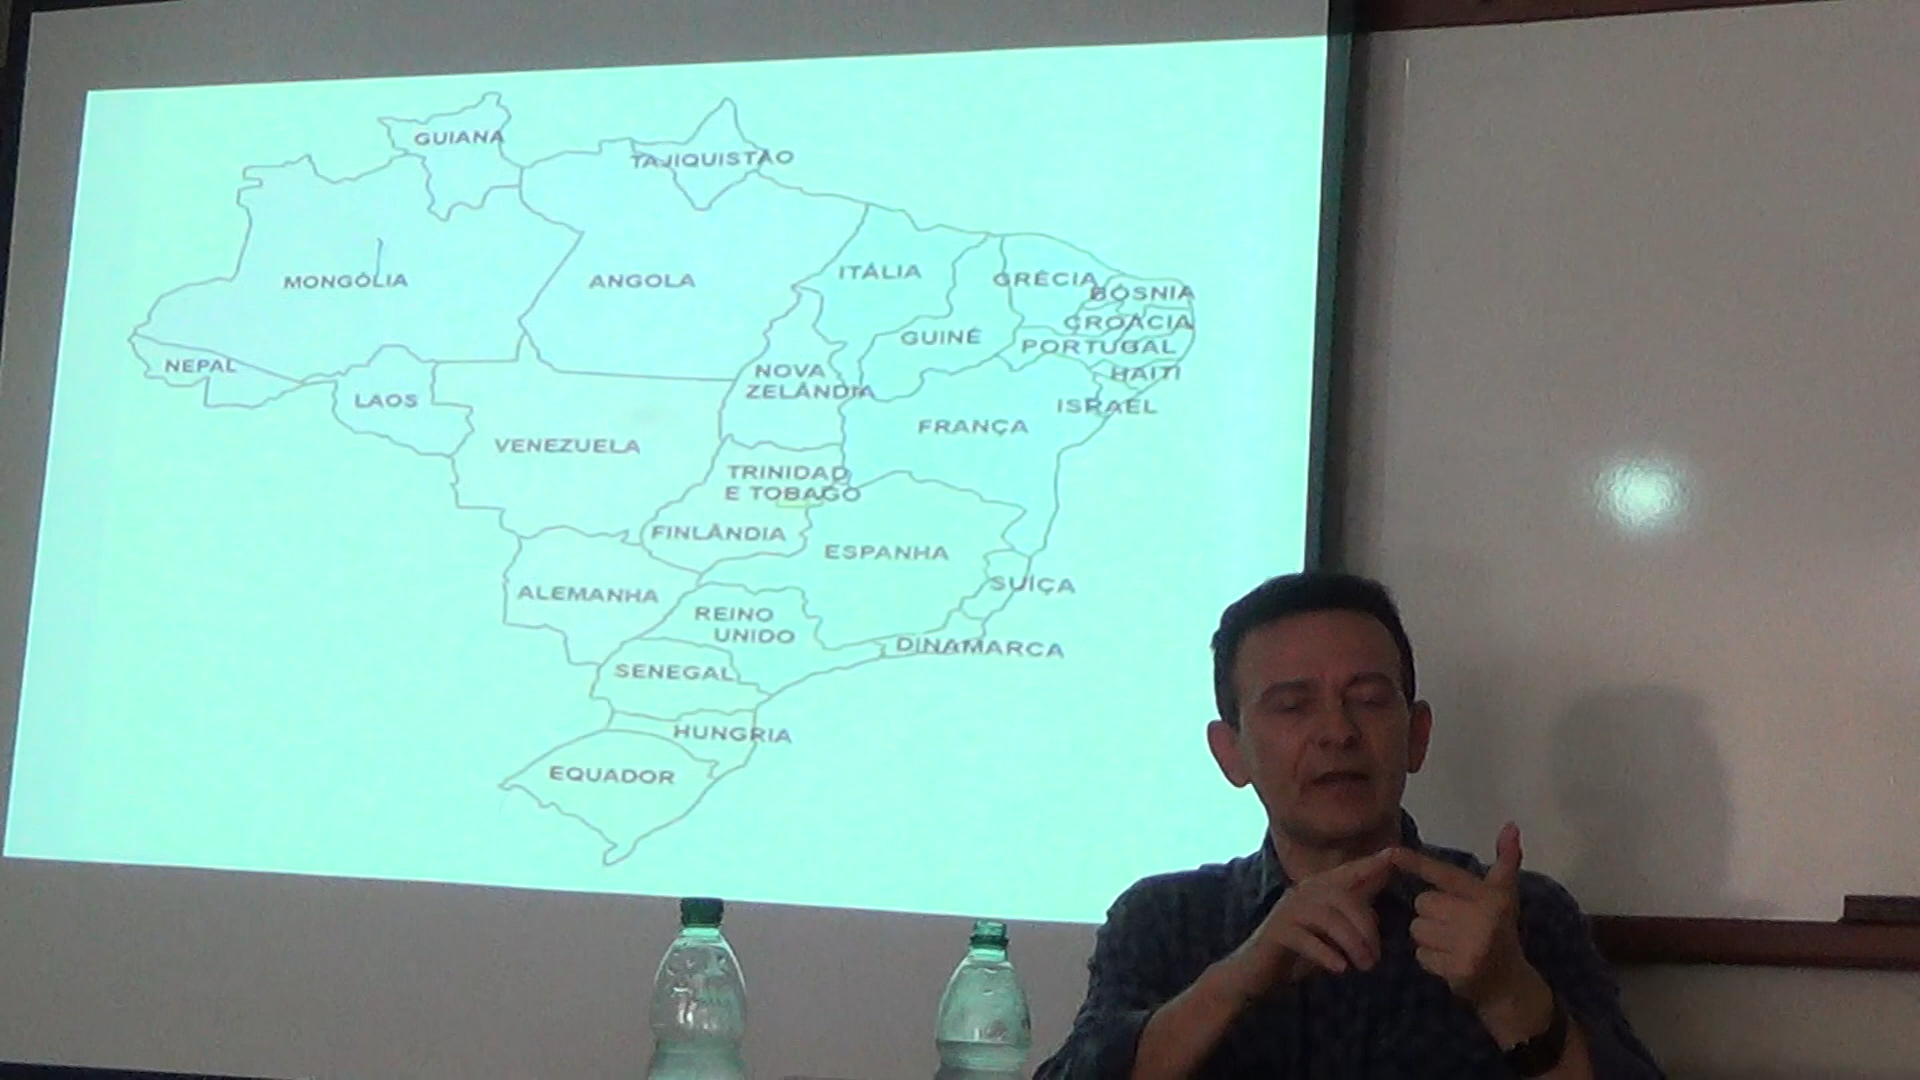 GUIANA
TAJIQUISTÃO
MONGÓLIA
ANGOLA
ITÁLIA
GRÉCIA
BÓSNIA
CROÁCIA
GUINÉ
PORTUGAL
NEPAL
HAITI
NOVA
ZELÂNDIA
LAOS
ISRAEL
FRANÇA
VENEZUELA
TRINIDAD
E TOBAGO
FINLÂNDIA
ESPANHA
SUÍÇA
ALEMANHA
REINO
UNIDO
DINAMARCA
SENEGAL
HUNGRIA
EQUADOR